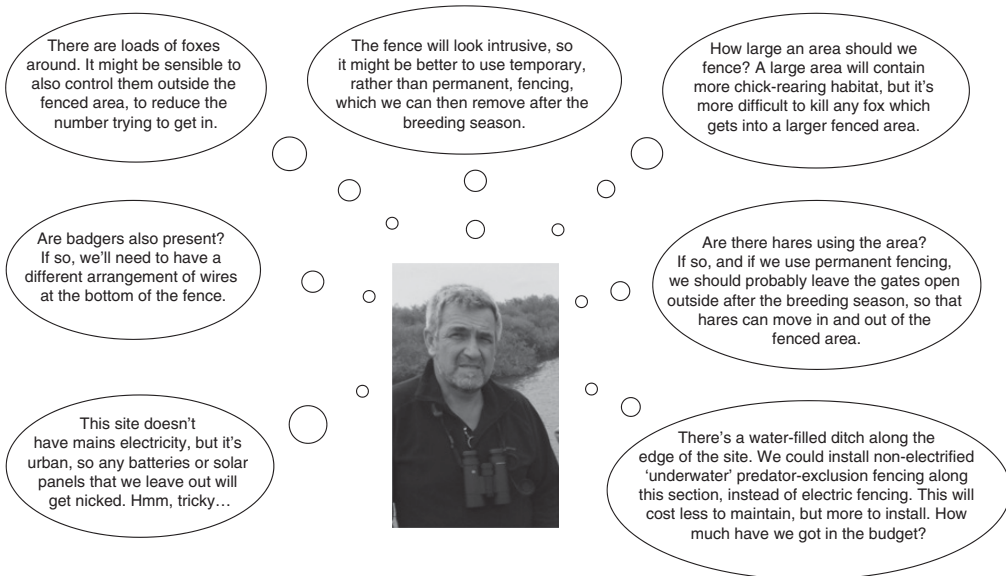 There are loads of foxes
around. It might be sensible to
also control them outside the
fenced area, to reduce the
number trying to get in.
The fence will look intrusive, so
it might be better to use temporary,
rather than permanent, fencing,
which we can then remove after the
breeding season.
How large an area should we
fence? A large area will contain
more chick-rearing habitat, but it's
more difficult to kill any fox which
gets into a larger fenced area.
Are badgers also present?
If so, we'll need to have a
different arrangement of wires
at the bottom of the fence.
Are there hares using the area?
If so, and if we use permanent fencing,
we should probably leave the gates open
outside after the breeding season, so that
hares can move in and out of the
fenced area.
This site doesn't
have mains electricity, but it's
urban, so any batteries or solar
panels that we leave out will
get nicked. Hmm, tricky…
There's a water-filled ditch along the
edge of the site. We could install non-electrified
'underwater' predator-exclusion fencing along
this section, instead of electric fencing. This will
cost less to maintain, but more to install. How
much have we got in the budget?